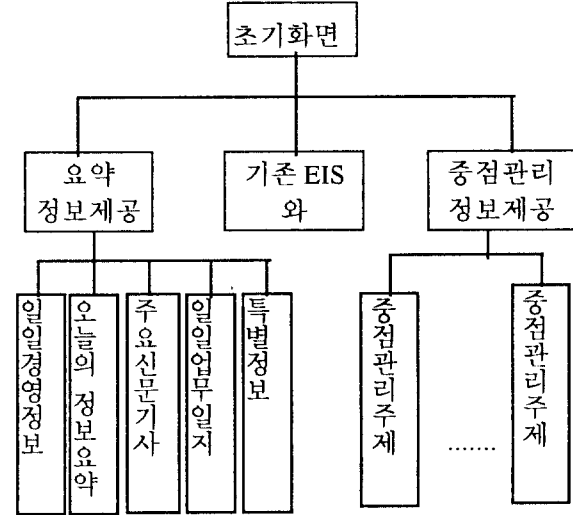 초기화면
요약
정보제공
기존 EIS
와
중점관리
정보제공
일일경영정보
오늘의 정보요약
주요신문기사
일일업무일지
특별정보
중점관리주제
.......
중점관리주제